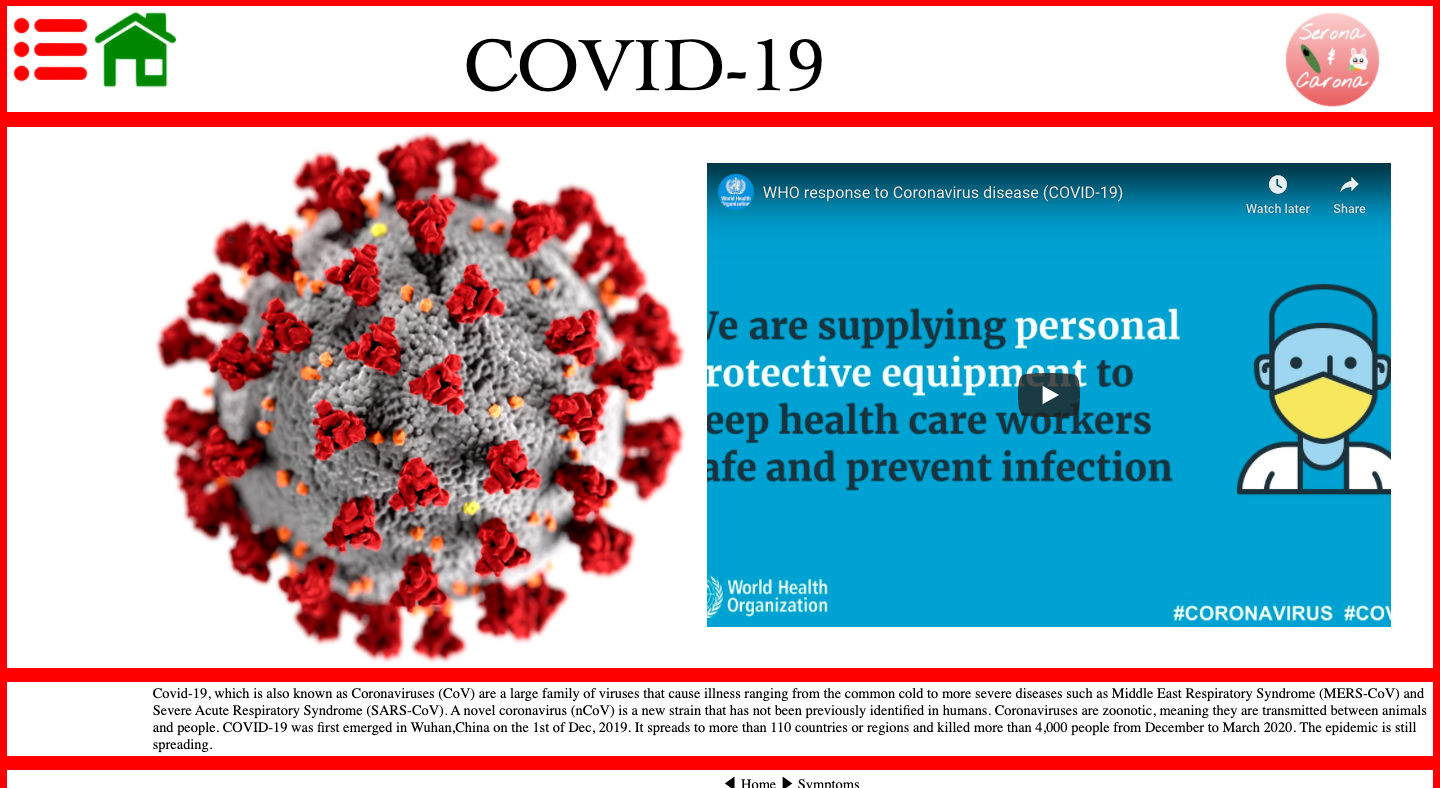 COVID-19
Serona
&
Carona
WHO response to Coronavirus disease (COVID-19)
Watch later
Share
World Health
Organization
We are supplying personal
rotective equipment to
eep health care workers
afe and prevent infection
World Health
Organization
#CORONAVIRUS #COV
Covid-19, which is also known as Coronaviruses (CoV) are a large family of viruses that cause illness ranging from the common cold to more severe diseases such as Middle East Respiratory Syndrome (MERS-CoV) and
Severe Acute Respiratory Syndrome (SARS-CoV). A novel coronavirus (nCoV) is a new strain that has not been previously identified in humans. Coronaviruses are zoonotic, meaning they are transmitted between animals
and people. COVID-19 was first emerged in Wuhan,China on the 1st of Dec, 2019. It spreads to more than 110 countries or regions and killed more than 4,000 people from December to March 2020. The epidemic is still
spreading.
Home Symptoms